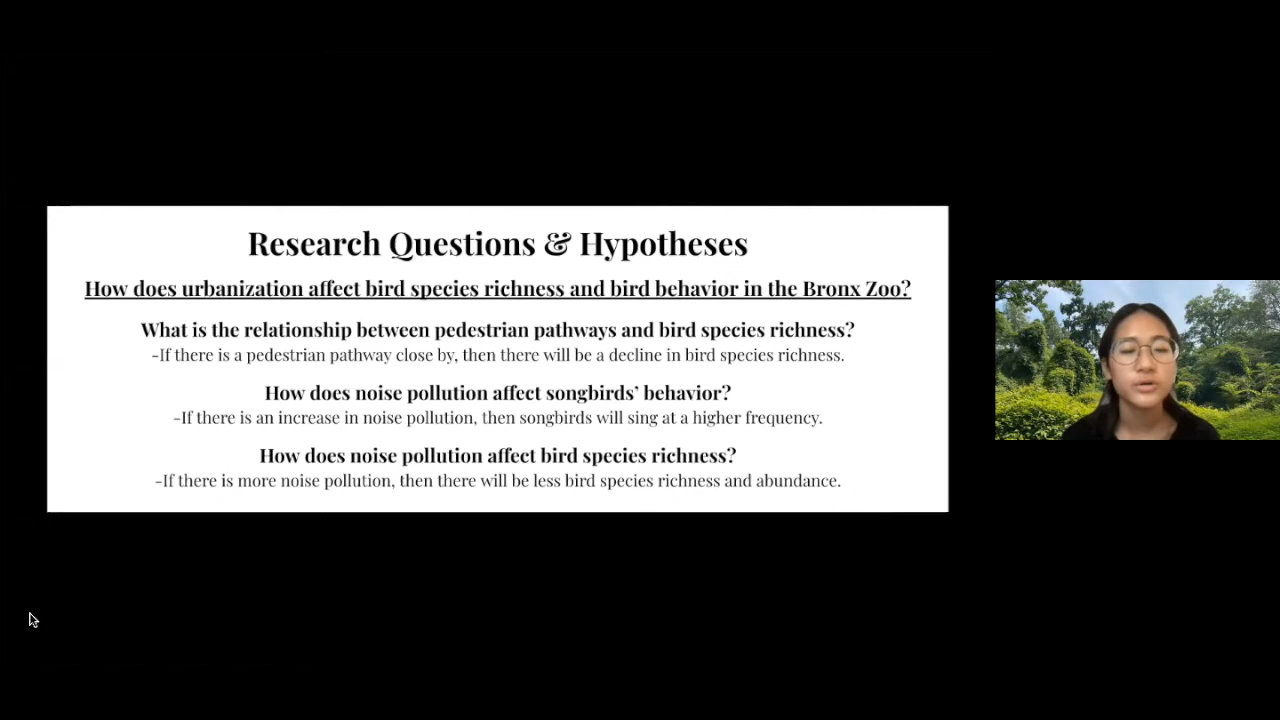 Research Questions & Hypotheses
How does urbanization affect bird species richness and bird behavior in the Bronx Zoo?
What is the relationship between pedestrian pathways and bird species richness?
-If there is a pedestrian pathway close by, then there will be a decline in bird species richness.
How does noise pollution affect songbirds’ behavior?
-If there is an increase in noise pollution, then songbirds will sing at a higher frequency.
How does noise pollution affect bird species richness?
-If there is more noise pollution, then there will be less bird species richness and abundance.